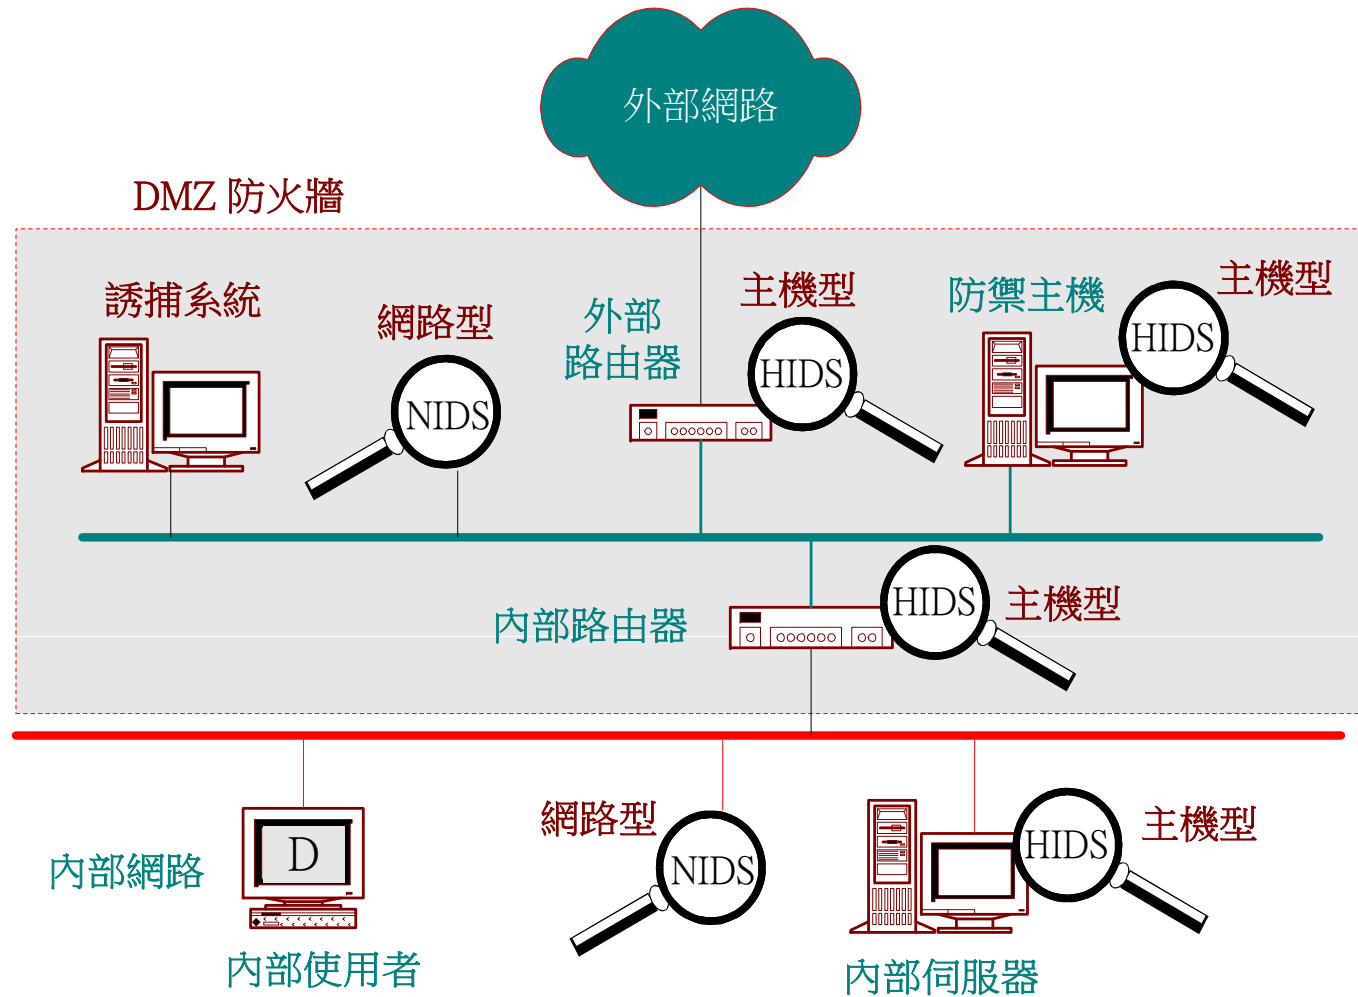 外部網路
DMZ 防火牆
誘捕系統
網路型
NIDS
外部
路由器
主機型
HIDS
防禦主機
主機型
HIDS
內部路由器
HIDS
主機型
內部網路
D
內部使用者
網路型
NIDS
HIDS
主機型
內部伺服器